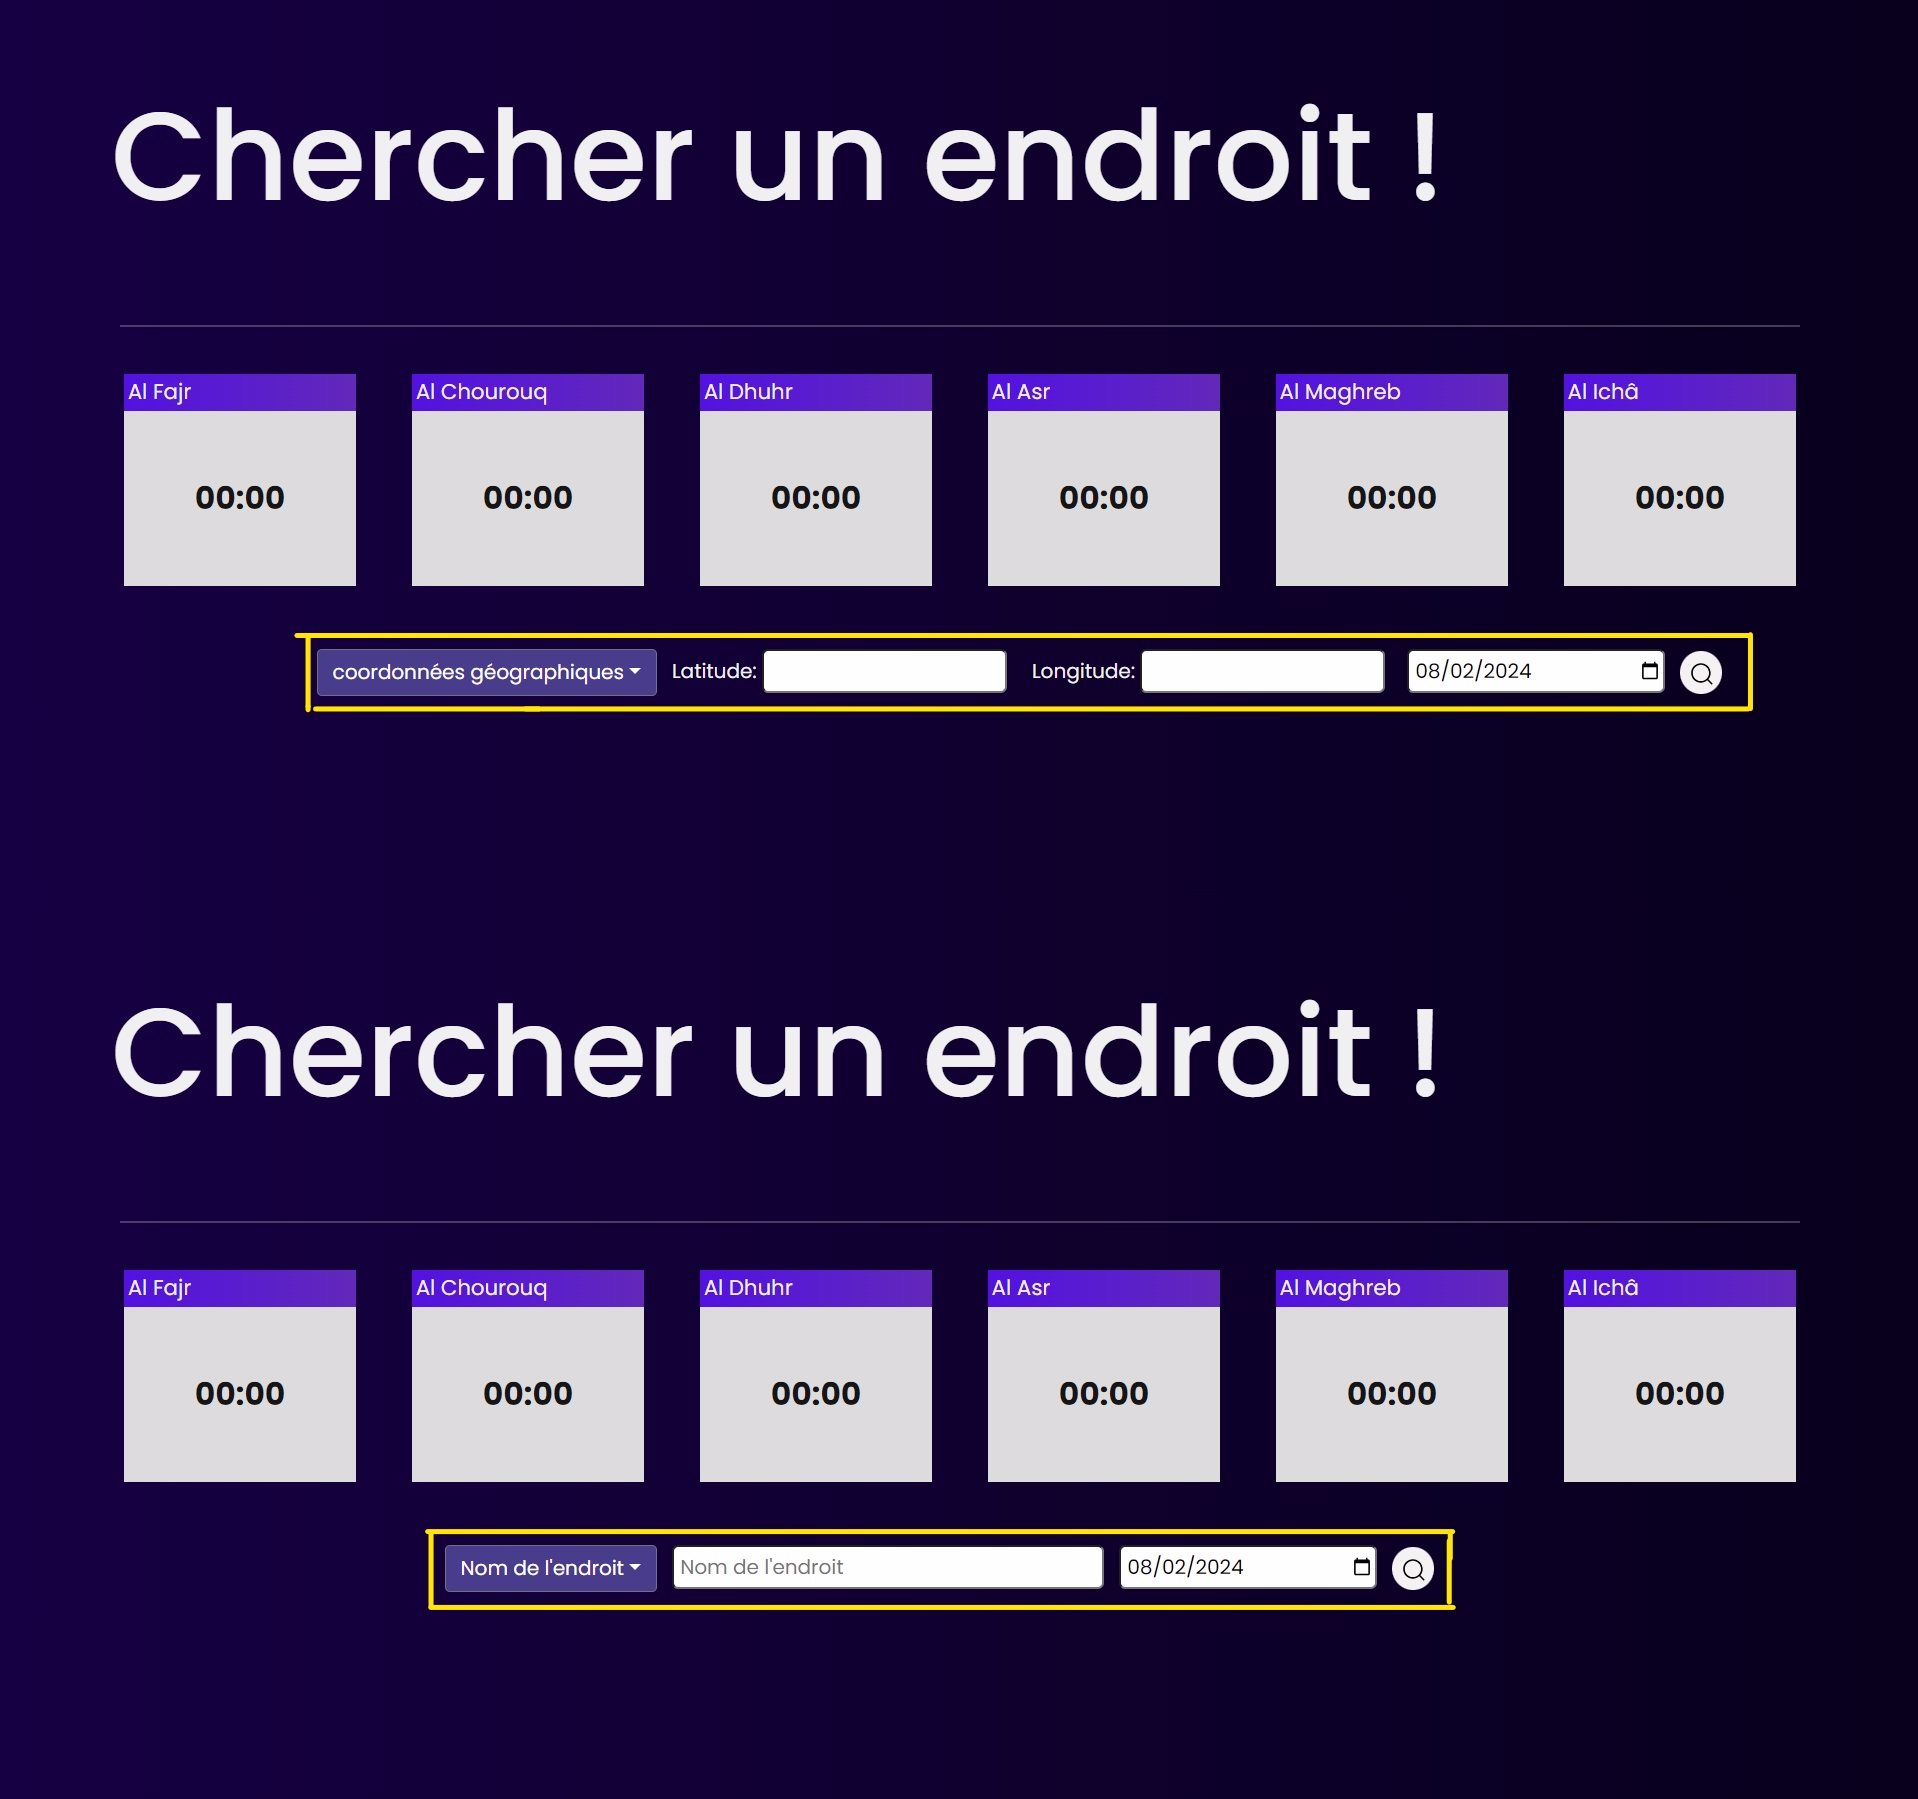 Chercher un endroit !
Al Fajr Al Chourouq Al Dhuhr Al Asr Al Maghreb Al Ichâ
00:00 00:00 00:00 00:00 00:00 00:00
coordonnées géographiques Latitude: Longitude: 08/02/2024
Chercher un endroit !
Al Fajr Al Chourouq Al Dhuhr Al Asr Al Maghreb Al Ichâ
00:00 00:00 00:00 00:00 00:00 00:00
Nom de l'endroit Nom de l'endroit 08/02/2024